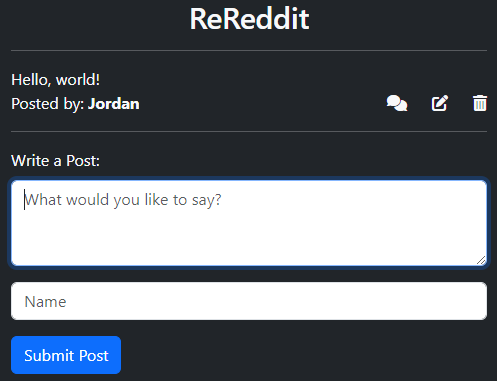 ReReddit
Hello, world!
Posted by: Jordan
Write a Post:
What would you like to say?
Name
Submit Post